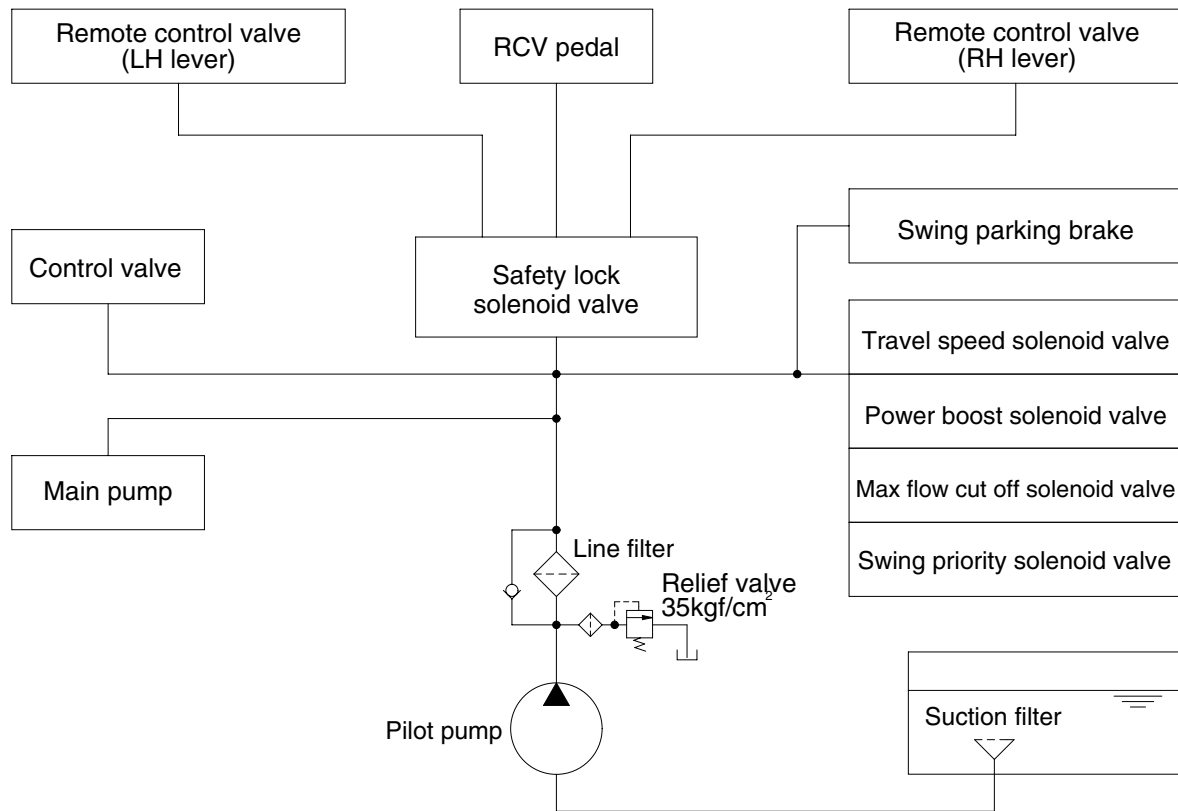 Remote control valve
(LH lever)
RCV pedal
Remote control valve
(RH lever)
Swing parking brake
Control valve
Safety lock
solenoid valve
Travel speed solenoid valve
Power boost solenoid valve
Main pump
Max flow cut off solenoid valve
Line filter
Swing priority solenoid valve
Relief valve
35kgf/cm²
Pilot pump
Suction filter